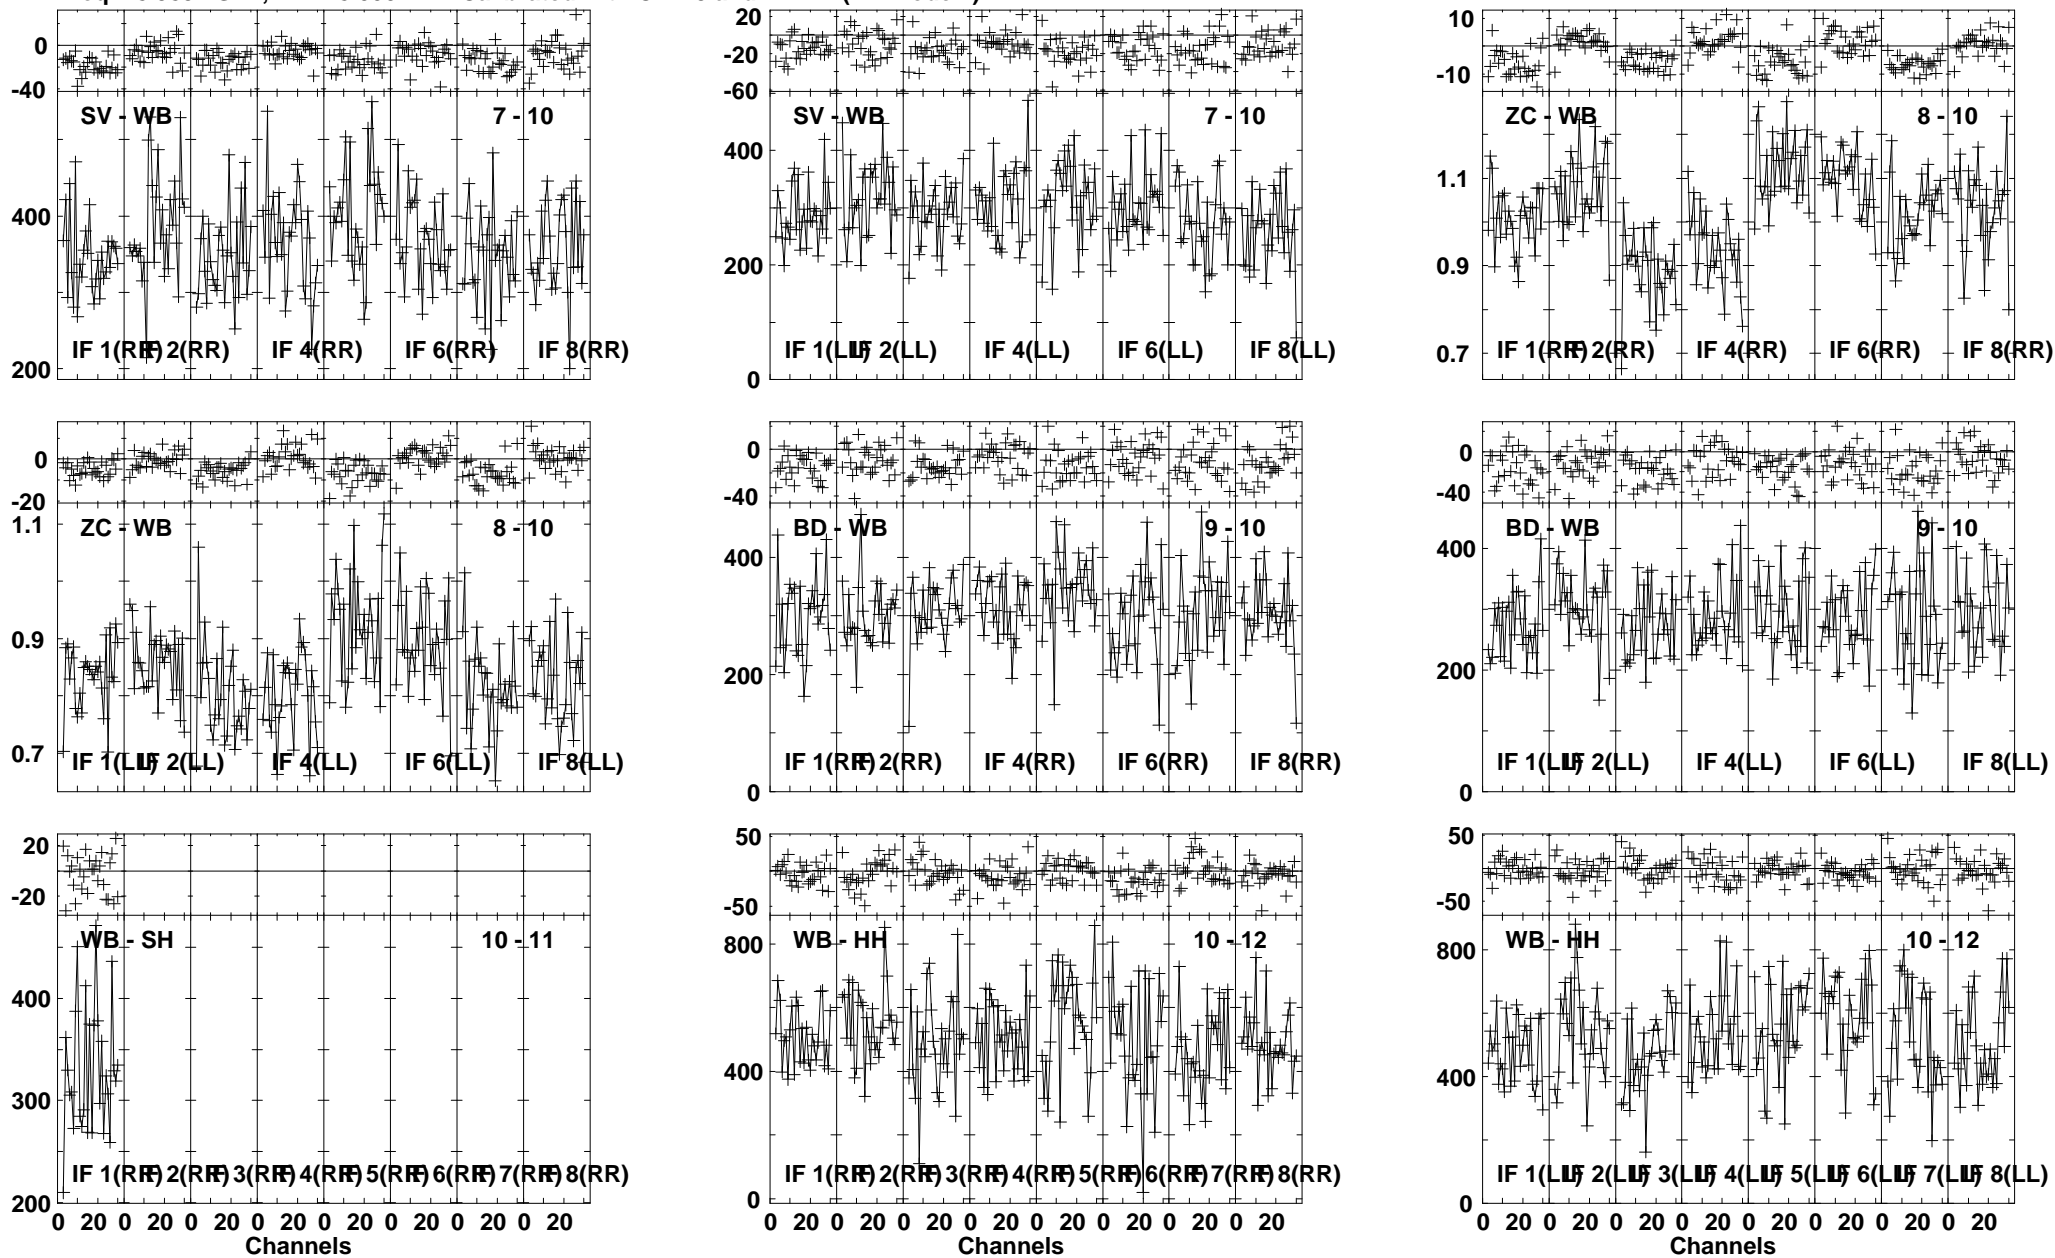 0
-40
SV - WB 7 - 10
400
200
IF 1(RR) IF 2(RR) IF 4(RR) IF 6(RR) IF 8(RR)
20
0
-20
-40
-60
SV - WB 7 - 10
400
200
0
IF 1(LL) IF 2(LL) IF 4(LL) IF 6(LL) IF 8(LL)
10
-10
ZC - WB 8 - 10
1.1
0.9
0.7
IF 1(RR) IF 2(RR) IF 4(RR) IF 6(RR) IF 8(RR)
0
-20
ZC - WB 8 - 10
1.1
0.9
0.7
IF 1(LL) IF 2(LL) IF 4(LL) IF 6(LL) IF 8(LL)
0
-40
BD - WB 9 - 10
400
200
0
IF 1(RR) IF 2(RR) IF 4(RR) IF 6(RR) IF 8(RR)
0
-40
BD - WB 9 - 10
400
200
0
IF 1(LL) IF 2(LL) IF 4(LL) IF 6(LL) IF 8(LL)
20
0
-20
WB - SH 10 - 11
400
300
200
IF 1(RR) IF 2(RR) IF 3(RR) IF 4(RR) IF 5(RR) IF 6(RR) IF 7(RR) IF 8(RR)
0 20 0 20 0 20 0 20 0 20 0 20 0 20 0 20
Channels
50
0
-50
WB - HH 10 - 12
800
400
0
IF 1(RR) IF 2(RR) IF 3(RR) IF 4(RR) IF 5(RR) IF 6(RR) IF 7(RR) IF 8(RR)
0 20 0 20 0 20 0 20 0 20 0 20 0 20 0 20
Channels
50
0
-50
WB - HH 10 - 12
800
400
0
IF 1(LL) IF 2(LL) IF 3(LL) IF 4(LL) IF 5(LL) IF 6(LL) IF 7(LL) IF 8(LL)
0 20 0 20 0 20 0 20 0 20 0 20 0 20 0 20
Channels